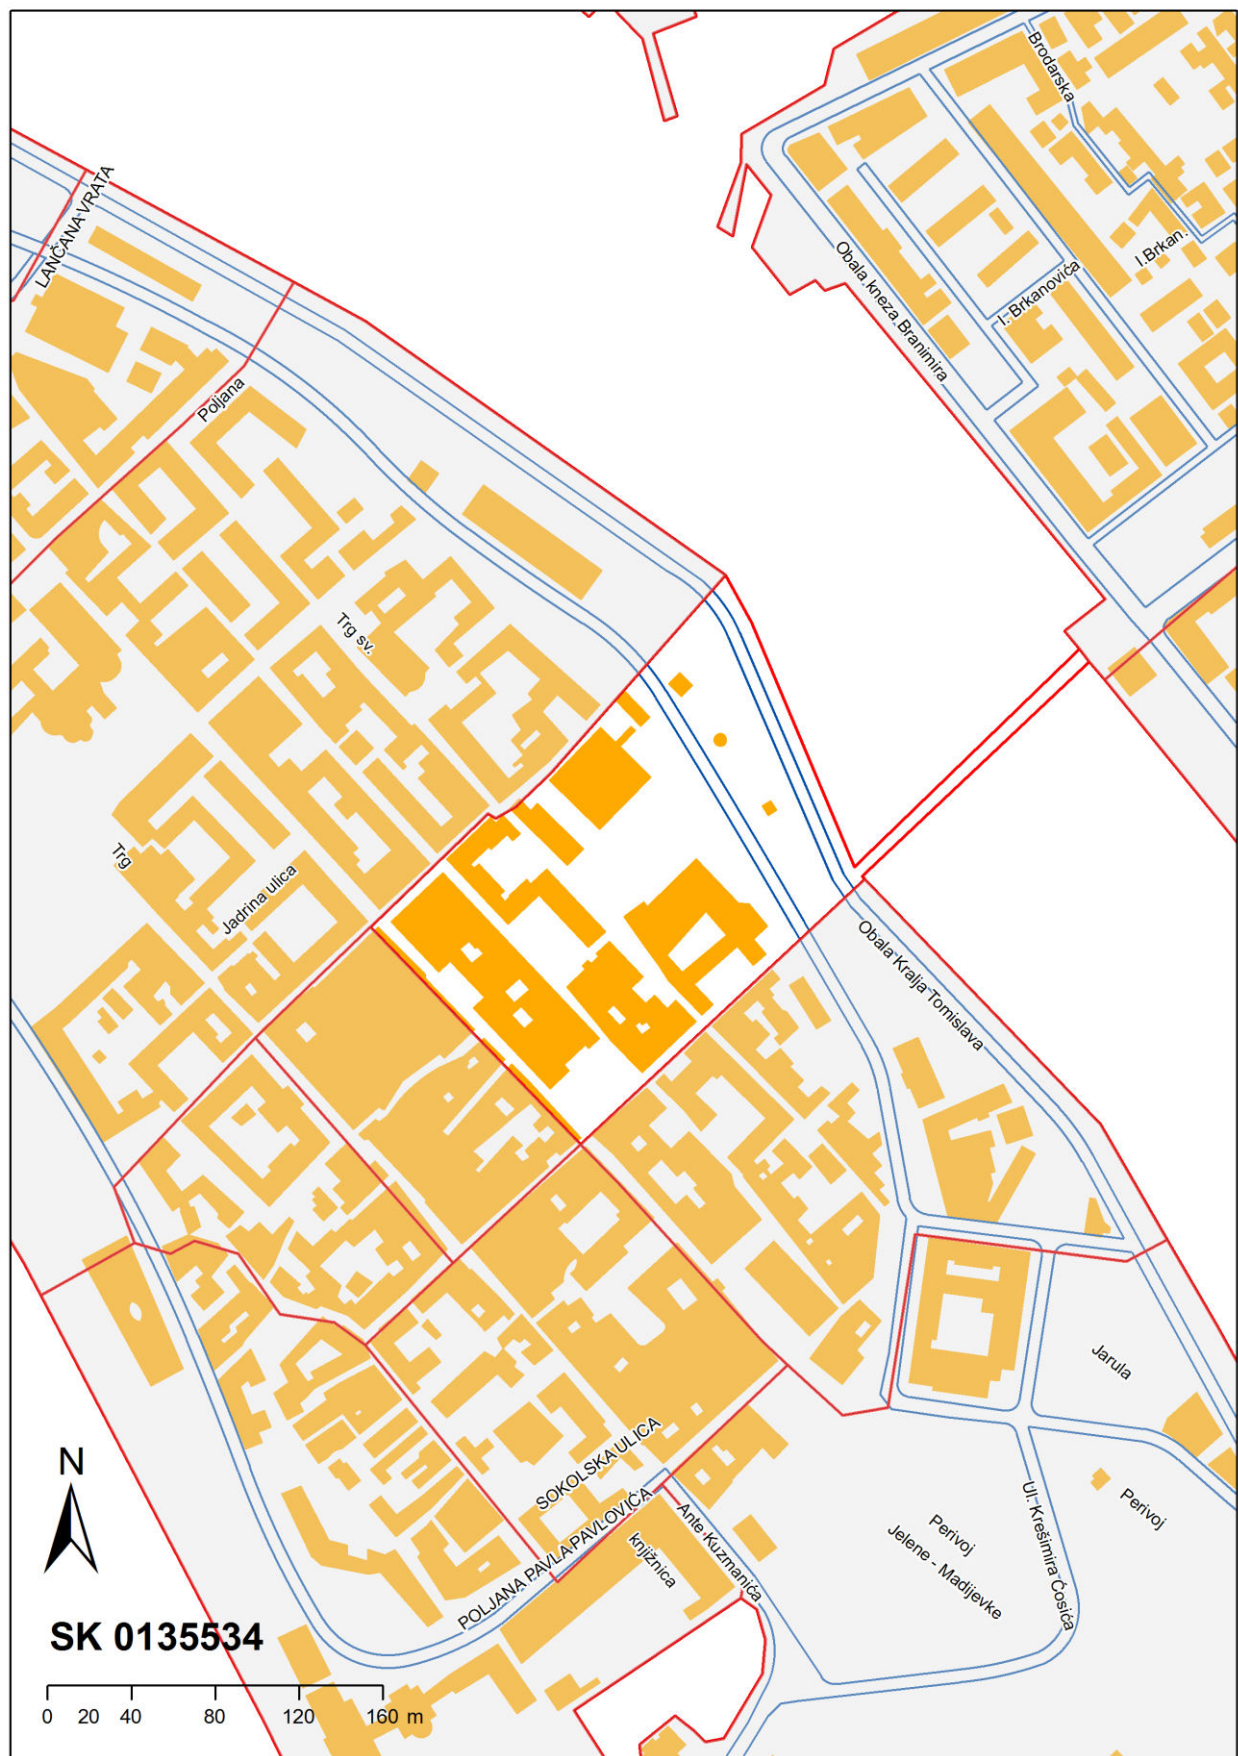 Brodarska
LANČANA VRATA
I.Brkan.
Obala kneza Branimira
I. Brkanovića
Poljana
Trg sv.
Trg
Jadrina ulica
Obala Kralja Tomislava
Jarula
SOKOLSKA ULICA
POLJANA PAVLA PAVLOVIĆA
Ante Kuzmanića
knjižnica
Perivoj
Jelene - Madijevke
Ul. Krešimira Ćosića
Perivoj
N
SK 0135534
0 20 40 80 120 160 m